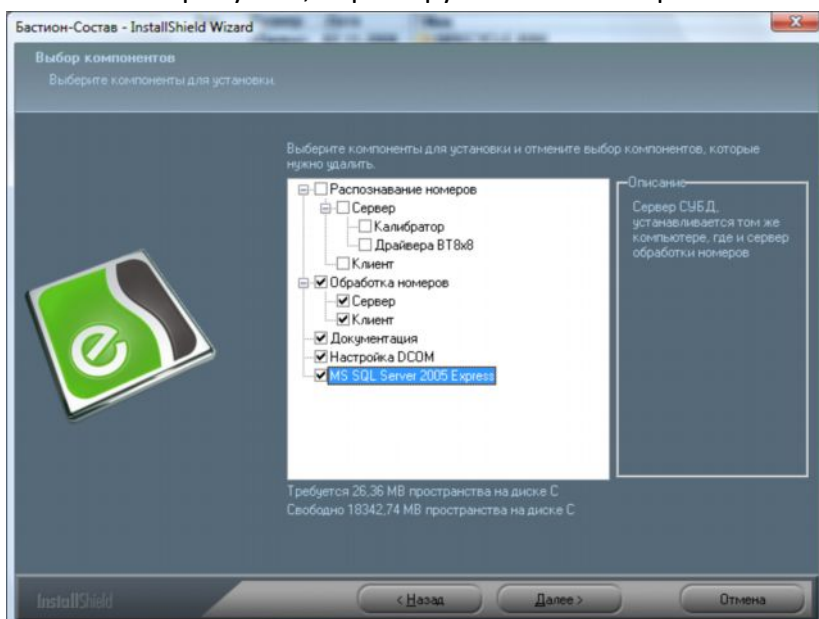 Бастион-Состав - InstallShield Wizard
Выбор компонентов
Выберите компоненты для установки.
Выберите компоненты для установки и отмените выбор компонентов, которые
нужно удалить.
Распознавание номеров
Сервер
Калибратор
Драйвера BT8x8
Клиент
Обработка номеров
Сервер
Клиент
Документация
Настройка DCOM
MS SQL Server 2005 Express
Описание
Сервер СУБД,
устанавливается том же
компьютере, где и сервер
обработки номеров
Требуется 26,36 MB пространства на диске C
Свободно 18342,74 MB пространства на диске C
InstallShield
< Назад
Далее >
Отмена